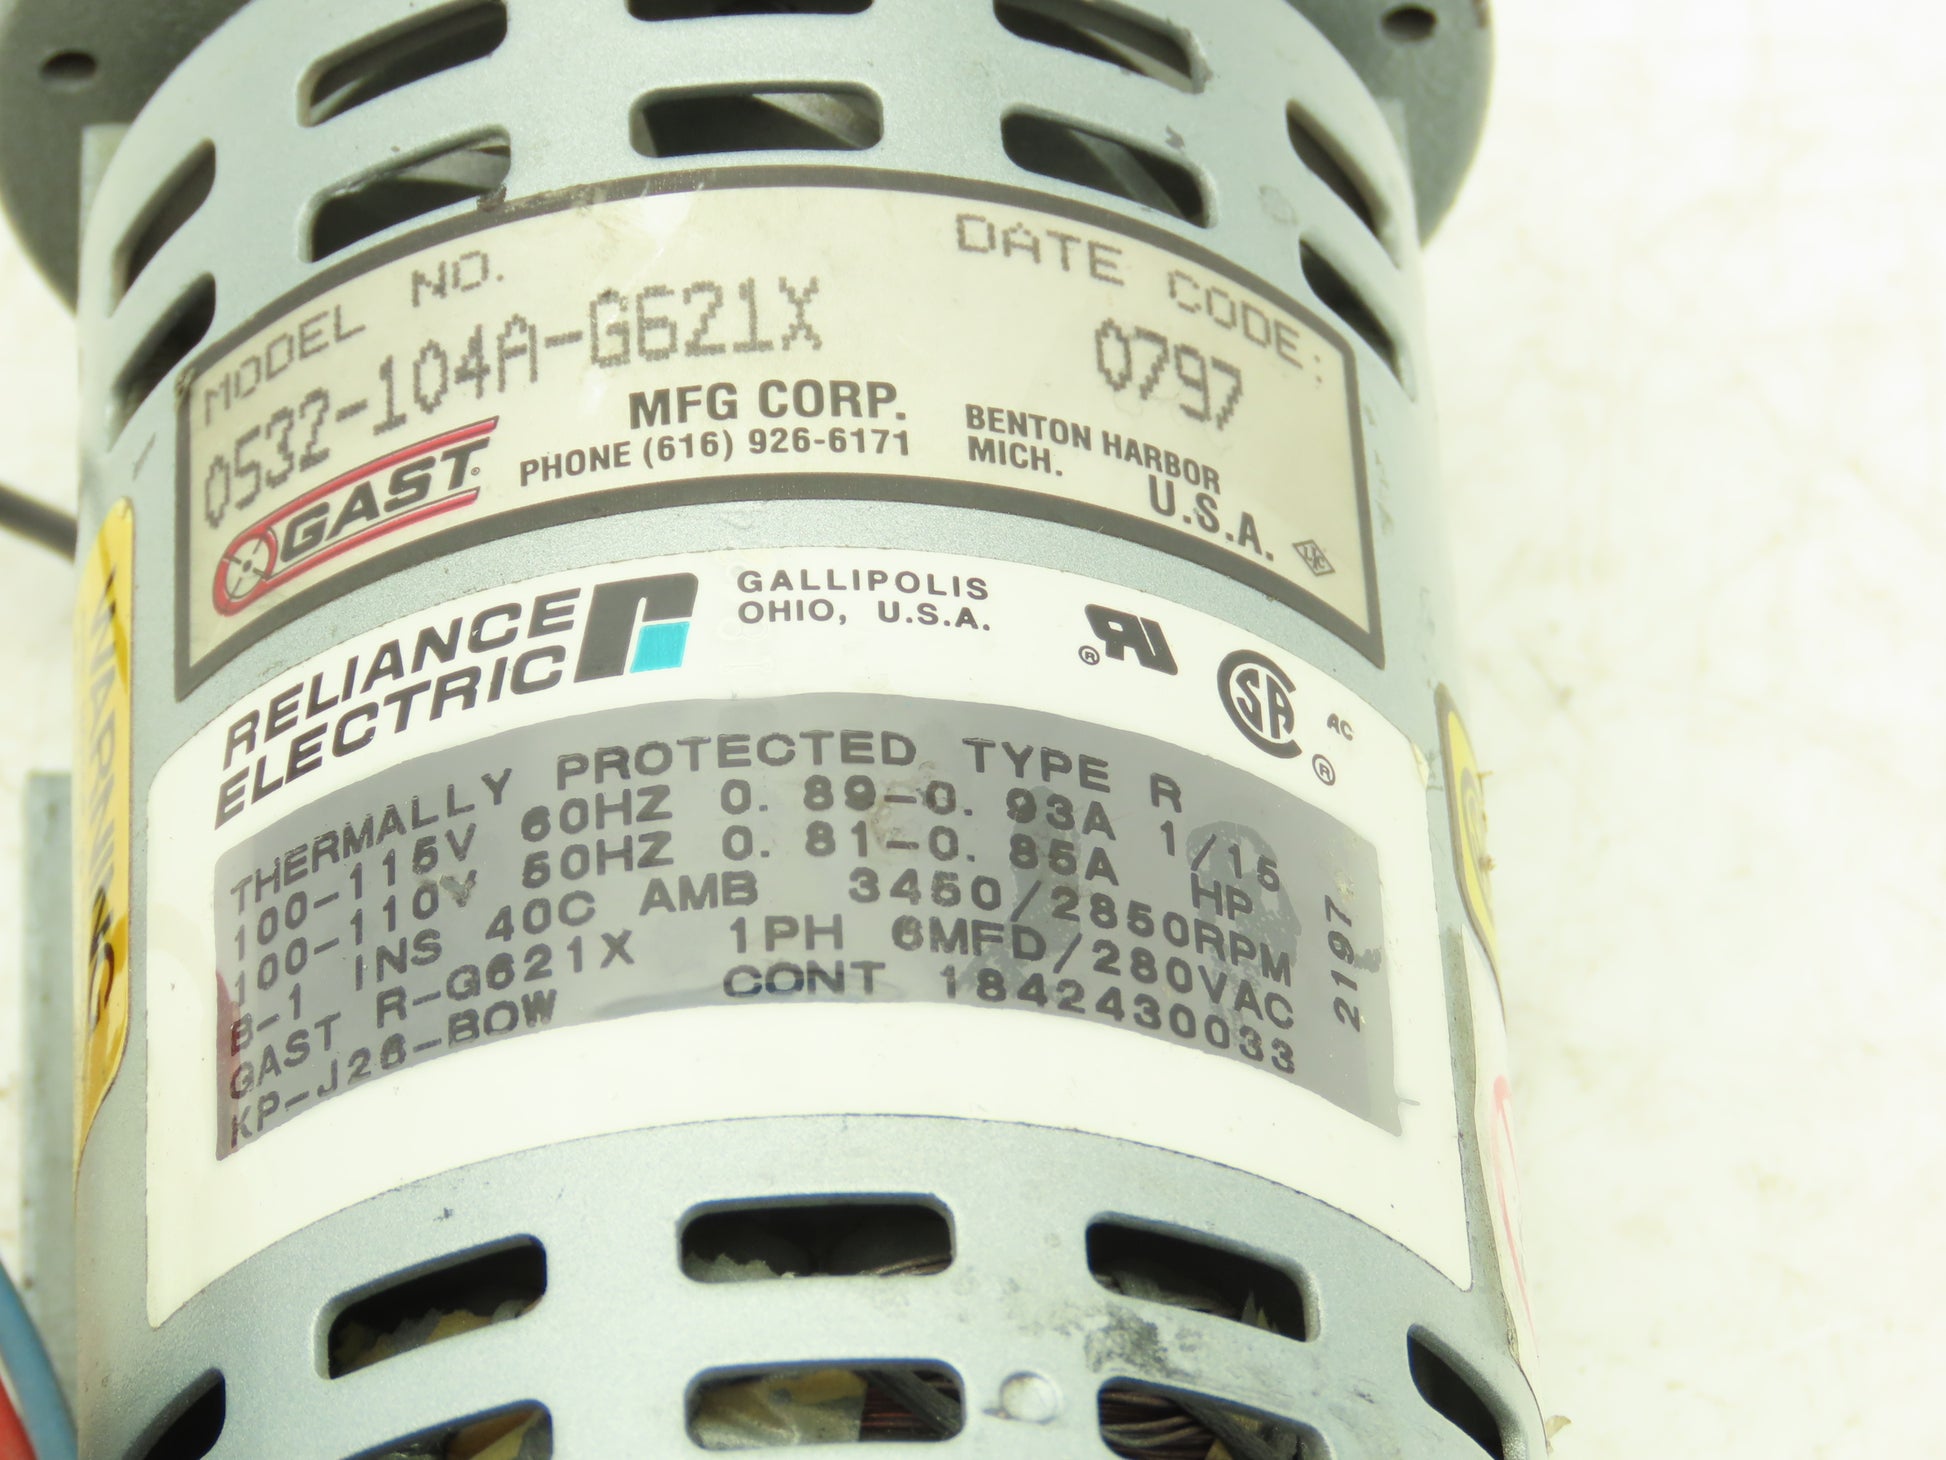 MODEL NO. DATE CODE:
0532-104A-G621X 0797
GAST MFG CORP.
PHONE (616) 926-6171
BENTON HARBOR
MICH. U.S.A.
RELIANCE
ELECTRIC
GALLIPOLIS
OHIO, U.S.A.
AC
THERMALLY PROTECTED TYPE R
100-115V 60HZ 0.89-0.93A 1/15
100-110V 50HZ 0.81-0.85A HP
B-1 INS 40C AMB 3450/2850RPM
GAST R-G621X 1PH 6MFD/280VAC
KP-J26-BOW CONT 1842430033
2197
WARNING